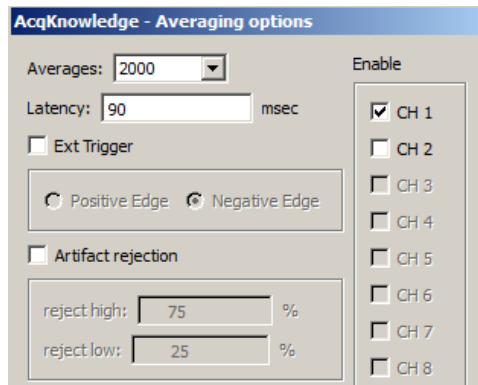 AcqKnowledge - Averaging options
Averages: 2000
Latency: 90 msec
Ext Trigger
Positive Edge Negative Edge
Artifact rejection
reject high: 75 %
reject low: 25 %
Enable
CH 1
CH 2
CH 3
CH 4
CH 5
CH 6
CH 7
CH 8